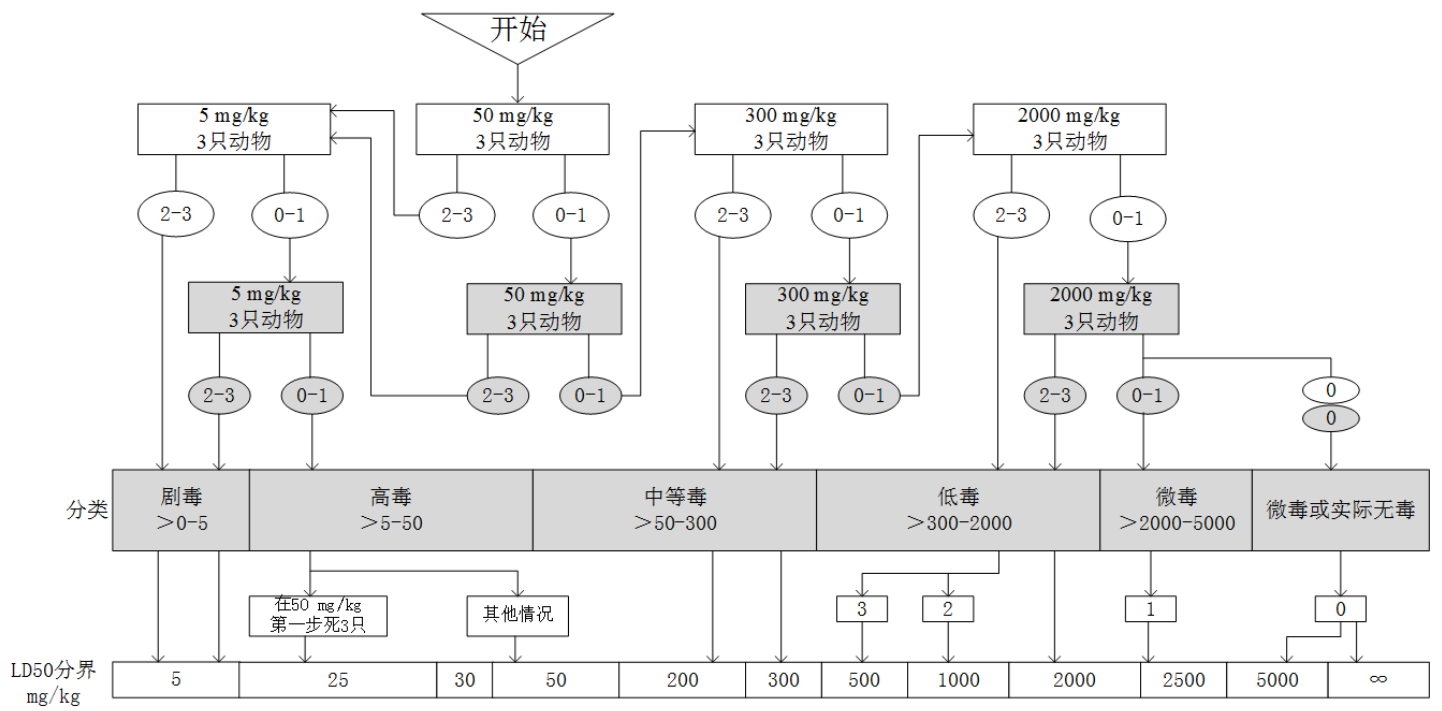 开始
5 mg/kg
3只动物
50 mg/kg
3只动物
300 mg/kg
3只动物
2000 mg/kg
3只动物
2-3
0-1
2-3
0-1
2-3
0-1
2-3
0-1
5 mg/kg
3只动物
50 mg/kg
3只动物
300 mg/kg
3只动物
2000 mg/kg
3只动物
2-3
0-1
2-3
0-1
2-3
0-1
2-3
0-1
0
0
分类
剧毒
＞0-5
高毒
＞5-50
中等毒
＞50-300
低毒
＞300-2000
微毒
＞2000-5000
微毒或实际无毒
在50 mg/kg
第一步死3只
其他情况
3
2
1
0
LD50分界
mg/kg
5
25
30
50
200
300
500
1000
2000
2500
5000
∞